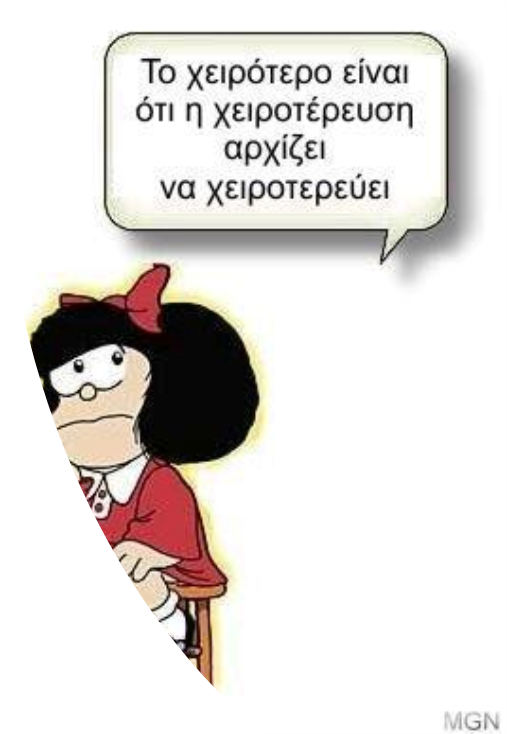 Το χειρότερο είναι
ότι η χειροτέρευση
αρχίζει
να χειροτερεύει
MGN